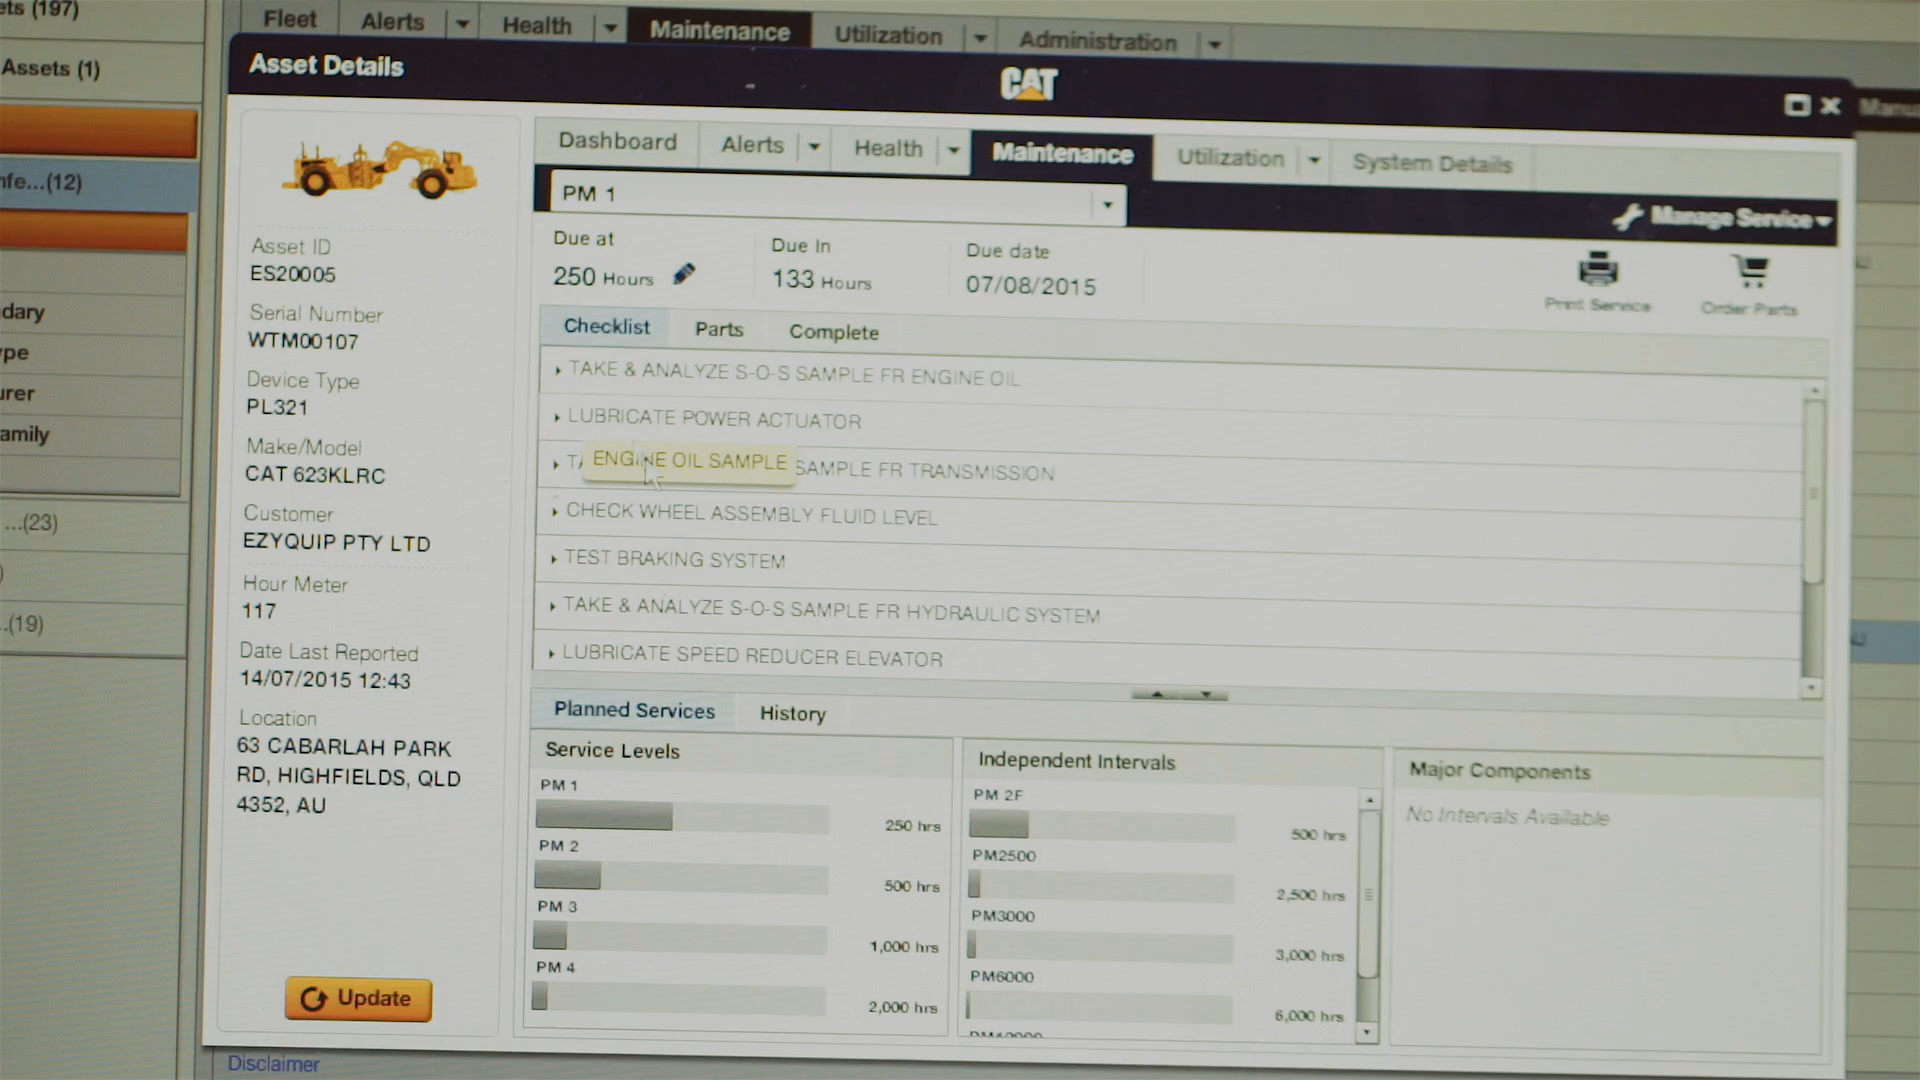 ets (197)
Assets (1)
nfe...(12)
dary
ype
urer
amily
...(23)
)
..(19)
Fleet
Alerts
Health
Maintenance
Utilization
Administration
Asset Details
CAT
Asset ID
ES20005
Serial Number
WTM00107
Device Type
PL321
Make/Model
CAT 623KLRC
Customer
EZYQUIP PTY LTD
Hour Meter
117
Date Last Reported
14/07/2015 12:43
Location
63 CABARLAH PARK
RD, HIGHFIELDS, QLD
4352, AU
Update
Disclaimer
Dashboard
Alerts
Health
Maintenance
Utilization
System Details
PM 1
Manage Service
Due at
250 Hours
Due In
133 Hours
Due date
07/08/2015
Print Service
Order Parts
Checklist
Parts
Complete
TAKE & ANALYZE S-O-S SAMPLE FR ENGINE OIL
LUBRICATE POWER ACTUATOR
ENGINE OIL SAMPLE
SAMPLE FR TRANSMISSION
CHECK WHEEL ASSEMBLY FLUID LEVEL
TEST BRAKING SYSTEM
TAKE & ANALYZE S-O-S SAMPLE FR HYDRAULIC SYSTEM
LUBRICATE SPEED REDUCER ELEVATOR
Planned Services
History
Service Levels
PM 1
250 hrs
PM 2
500 hrs
PM 3
1,000 hrs
PM 4
2,000 hrs
Independent Intervals
PM 2F
500 hrs
PM2500
2,500 hrs
PM3000
3,000 hrs
PM6000
6,000 hrs
Major Components
No Intervals Available